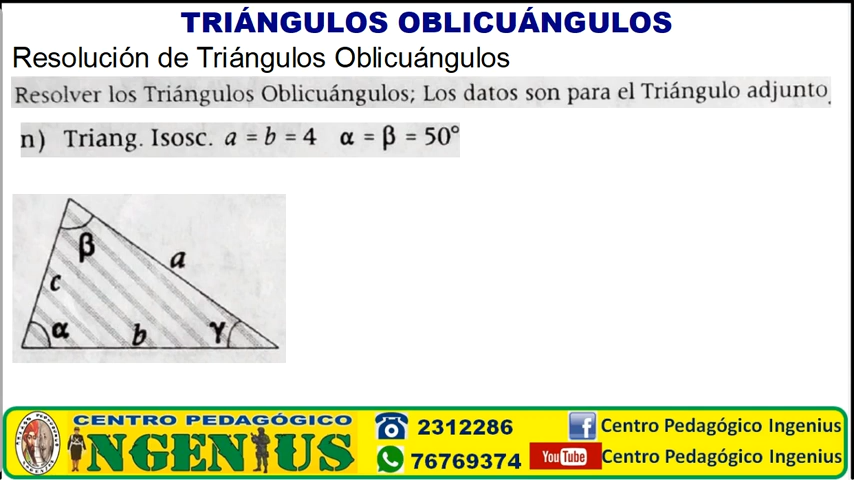 TRIÁNGULOS OBLICUÁNGULOS
Resolución de Triángulos Oblicuángulos
Resolver los Triángulos Oblicuángulos; Los datos son para el Triángulo adjunto.
n) Triang. Isosc. a = b = 4 α = β = 50°
β
a
c
α
b
γ
CENTRO PEDAGÓGICO
INGENIUS
2312286
76769374
f Centro Pedagógico Ingenius
YouTube Centro Pedagógico Ingenius